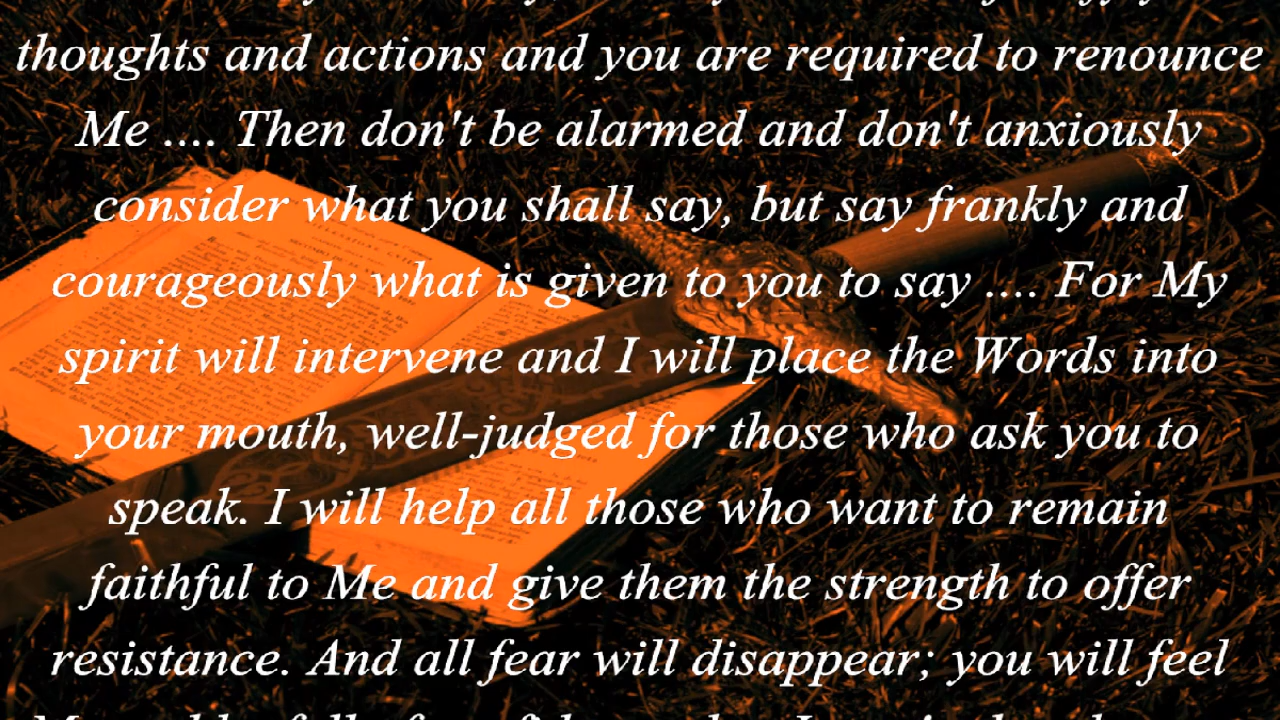 thoughts and actions and you are required to renounce
Me .... Then don't be alarmed and don't anxiously
consider what you shall say, but say frankly and
courageously what is given to you to say .... For My
spirit will intervene and I will place the Words into
your mouth, well-judged for those who ask you to
speak. I will help all those who want to remain
faithful to Me and give them the strength to offer
resistance. And all fear will disappear; you will feel